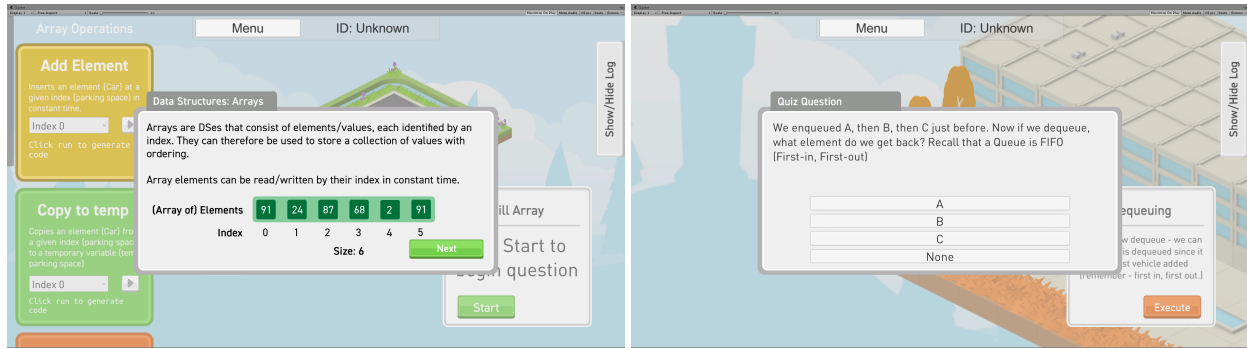 Array Operations
Menu
ID: Unknown
Add Element
Inserts an element (Car) at a
given index (parking space) in
constant time.
Index 0
Click run to generate
code
Copy to temp
Copies an element (Car) from
a given index (parking space)
to a temporary variable (temp
parking space)
Index 0
Click run to generate
code
Show/Hide Log
Data Structures: Arrays
Arrays are DSes that consist of elements/values, each identified by an
index. They can therefore be used to store a collection of values with
ordering.
Array elements can be read/written by their index in constant time.
(Array of) Elements 91 24 87 68 2 91
Index 0 1 2 3 4 5
Size: 6
Next
ill Array
Start to
begin question
Start
Menu
ID: Unknown
Show/Hide Log
Quiz Question
We enqueued A, then B, then C just before. Now if we dequeue,
what element do we get back? Recall that a Queue is FIFO
(First-in, First-out)
A
B
C
None
equeuing
w dequeue - we can
is dequeued since it
st vehicle added
(remember - first in, first out.)
Execute